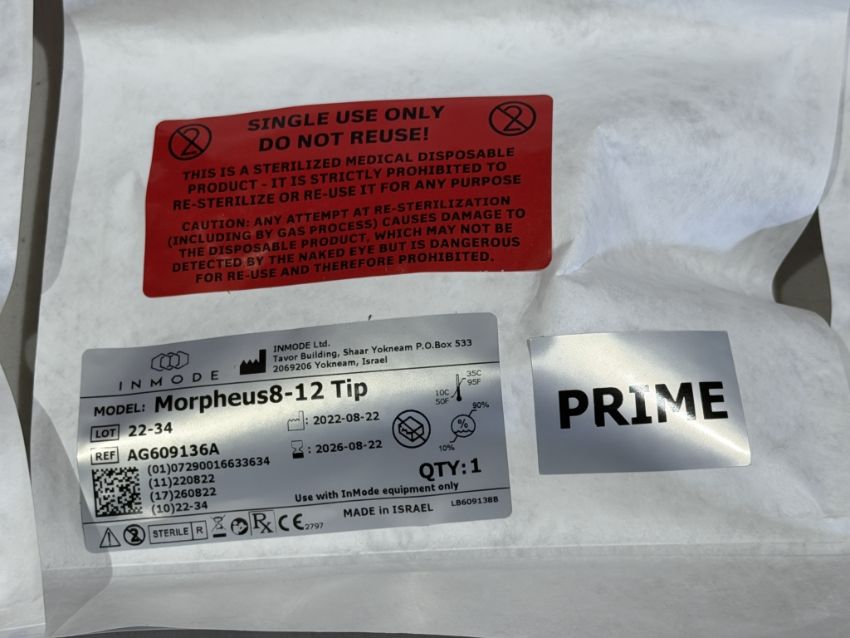 SINGLE USE ONLY
DO NOT REUSE!
THIS IS A STERILIZED MEDICAL DISPOSABLE
PRODUCT - IT IS STRICTLY PROHIBITED TO
RE-STERILIZE OR RE-USE IT FOR ANY PURPOSE
CAUTION: ANY ATTEMPT AT RE-STERILIZATION
(INCLUDING BY GAS PROCESS) CAUSES DAMAGE TO
THE DISPOSABLE PRODUCT, WHICH MAY NOT BE
DETECTED BY THE NAKED EYE BUT IS DANGEROUS
FOR RE-USE AND THEREFORE PROHIBITED.
INMODE
INMODE Ltd.
Tavor Building, Shaar Yokneam P.O.Box 533
2069206 Yokneam, Israel
MODEL: Morpheus8-12 Tip
LOT 22-34
REF AG609136A
: 2022-08-22
: 2026-08-22
10C
50F
35C
95F
90%
%
10%
(01)07290016633634
(11)220822
(17)260822
(10)22-34
QTY: 1
Use with InMode equipment only
MADE in ISRAEL
LB609138B
2
STERILE R
Rx
CE 2797
PRIME